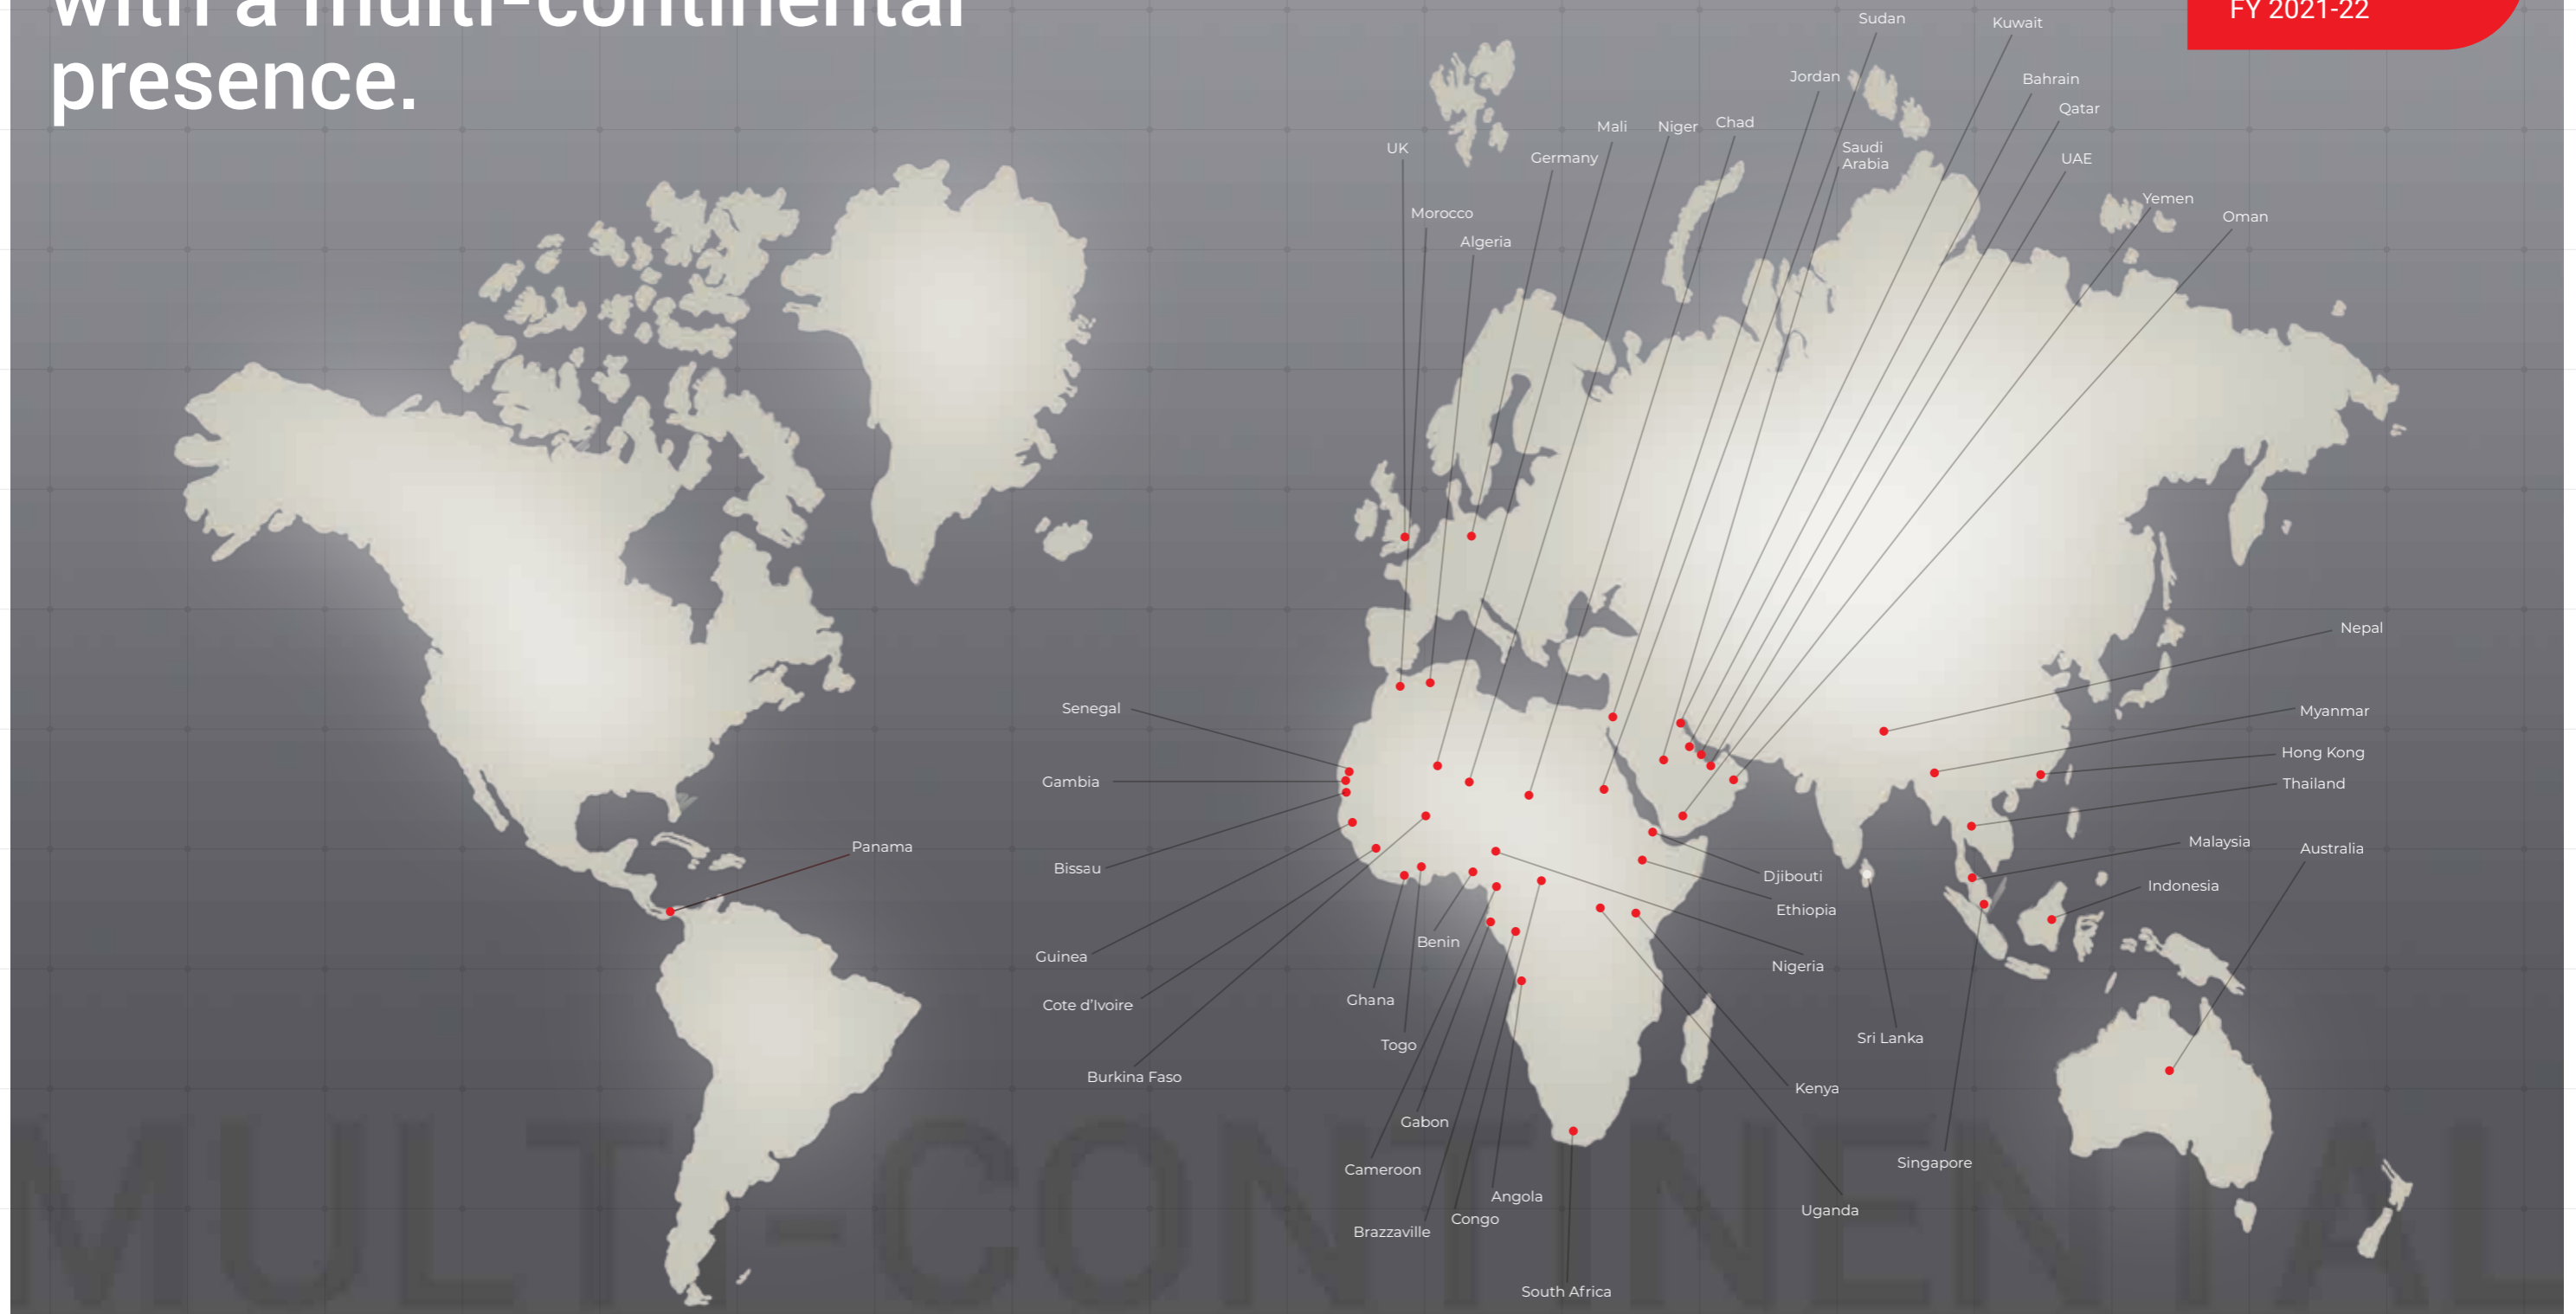 with a multi-continental
presence.
FY 2021-22
Sudan
Kuwait
Jordan
Bahrain
Qatar
Mali
Niger
Chad
UK
Germany
Saudi
Arabia
UAE
Yemen
Morocco
Oman
Algeria
Nepal
Senegal
Myanmar
Hong Kong
Gambia
Thailand
Panama
Malaysia
Australia
Bissau
Djibouti
Indonesia
Ethiopia
Benin
Guinea
Nigeria
Ghana
Cote d'Ivoire
Sri Lanka
Togo
Burkina Faso
Kenya
Gabon
Singapore
Cameroon
Angola
Uganda
Congo
Brazzaville
South Africa
MULTI-CONTINENTAL